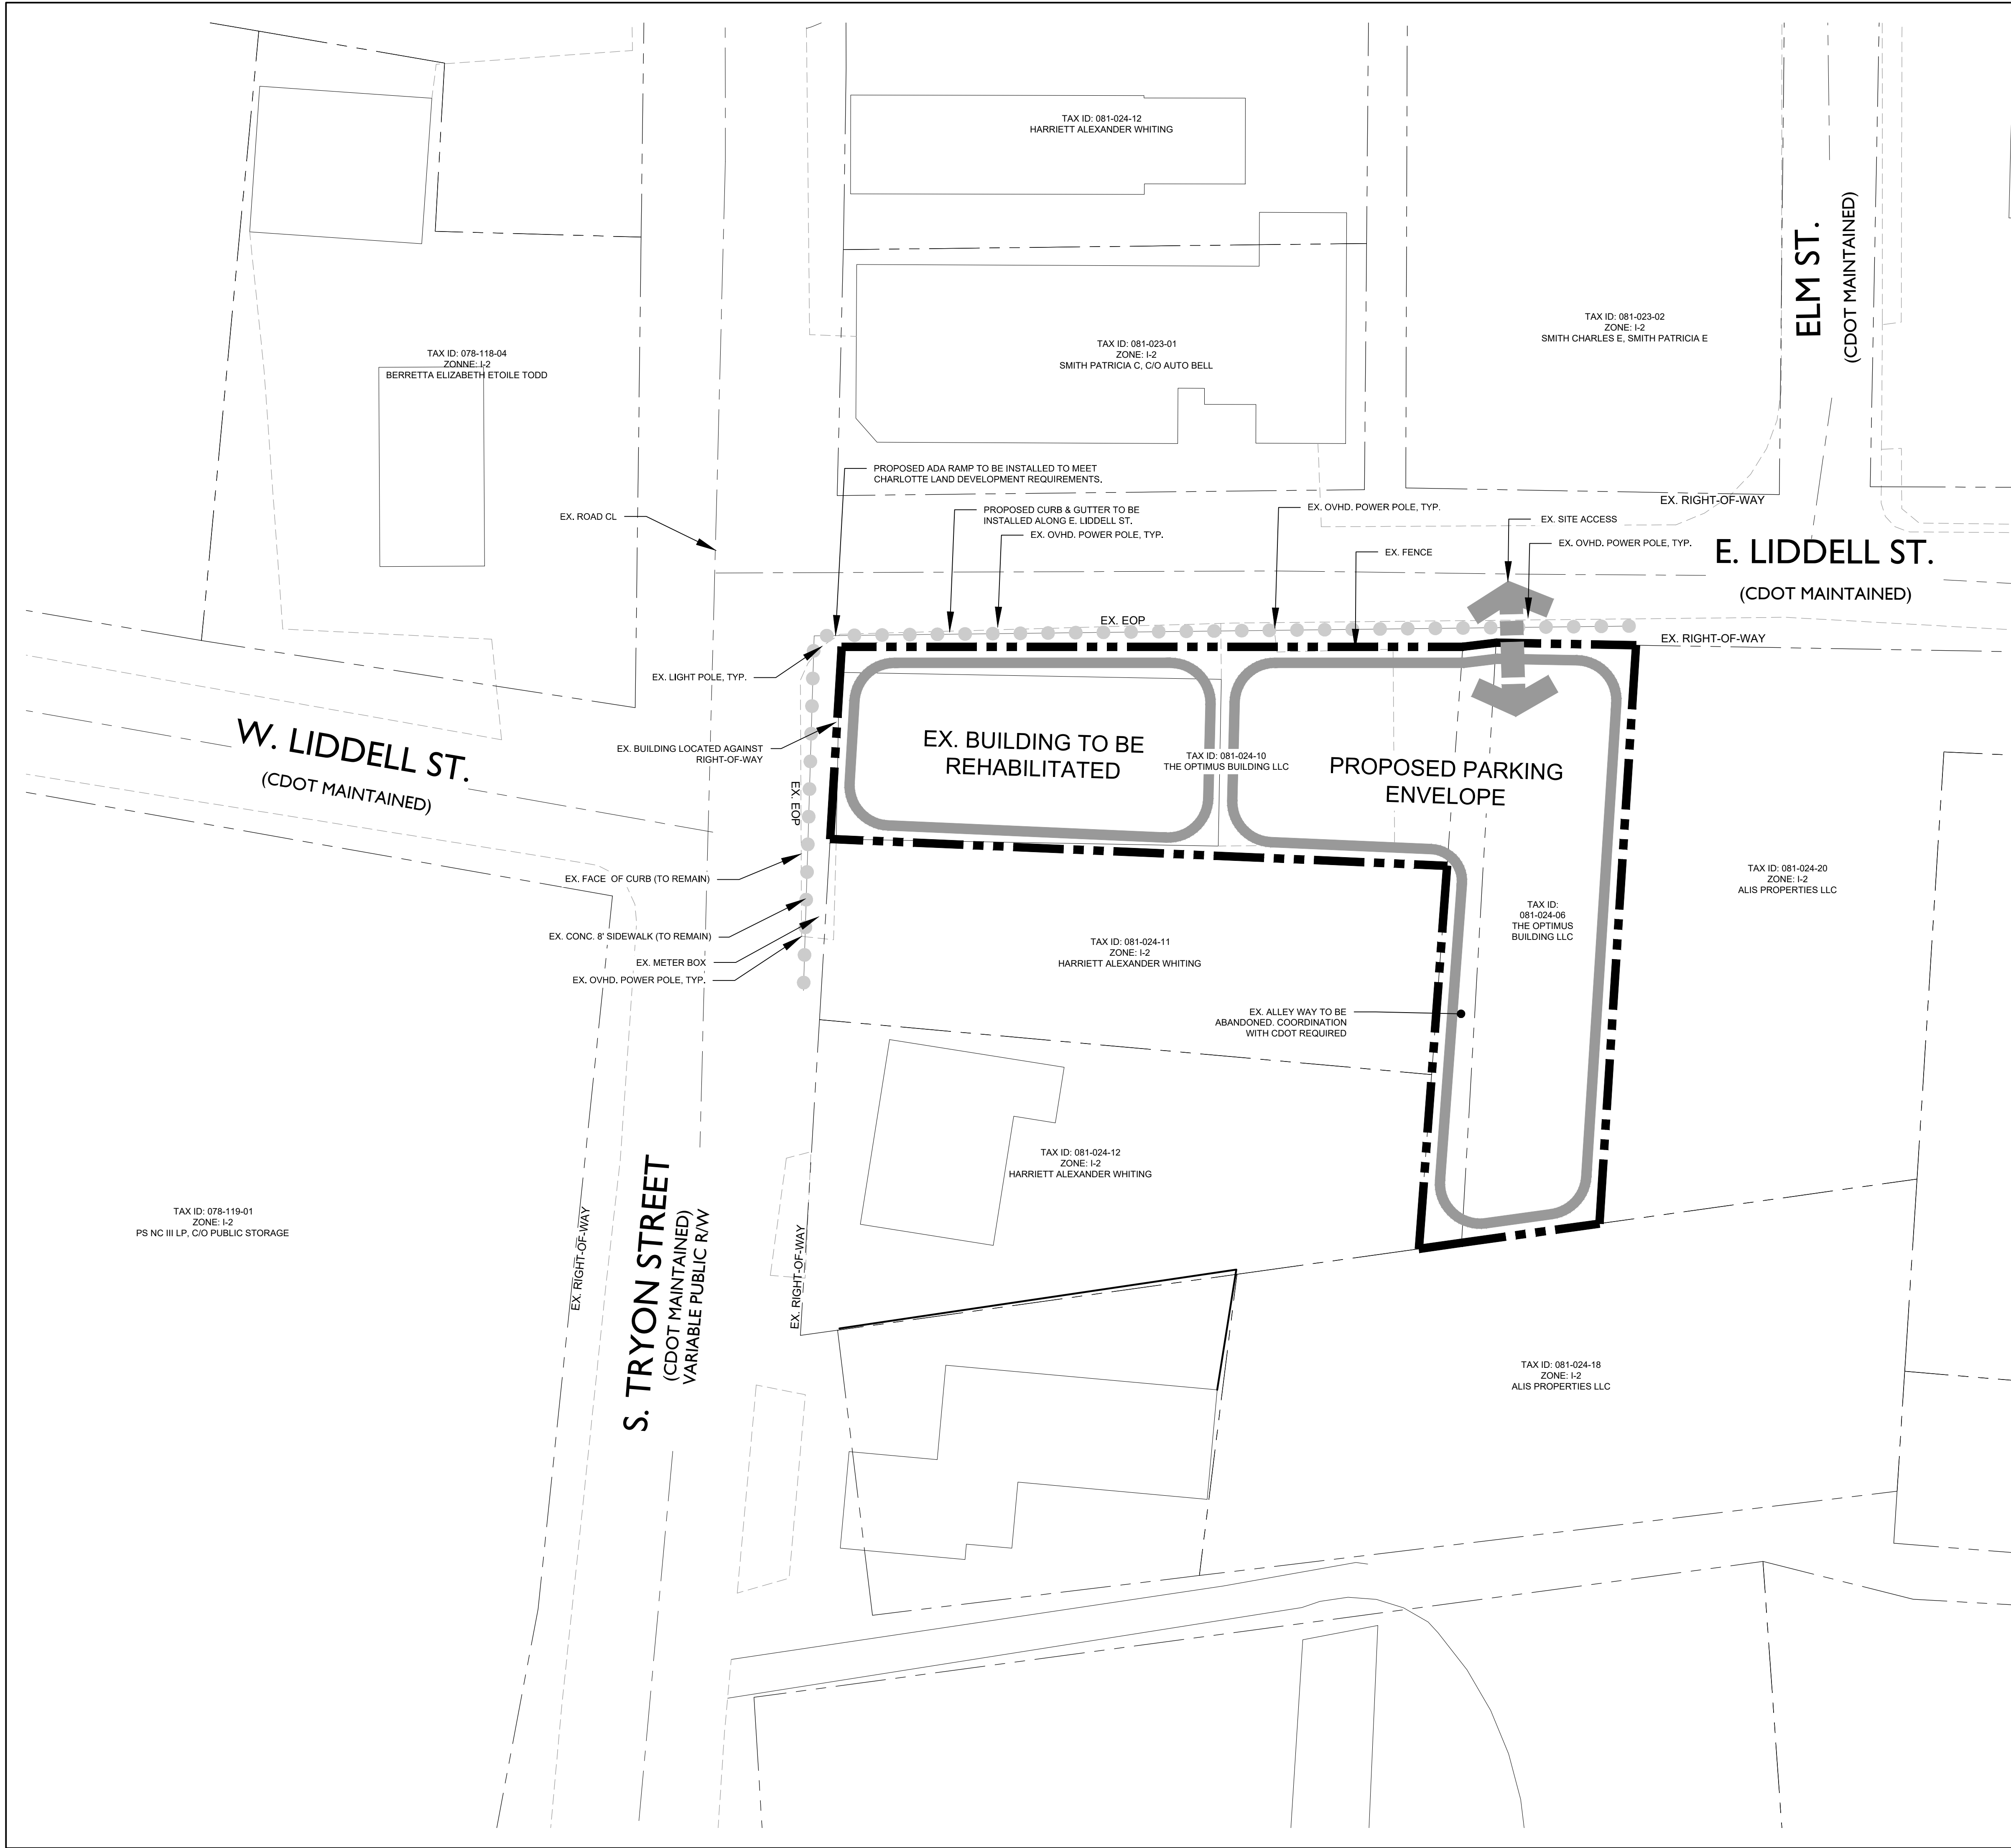 TAX ID: 081-024-12
HARRIETT ALEXANDER WHITING
ELM ST.
(CDOT MAINTAINED)
TAX ID: 081-023-02
ZONE: I-2
SMITH CHARLES E, SMITH PATRICIA E
TAX ID: 081-023-01
ZONE: I-2
SMITH PATRICIA C, C/O AUTO BELL
TAX ID: 078-118-04
ZONNE: I-2
BERRETTA ELIZABETH ETOILE TODD
PROPOSED ADA RAMP TO BE INSTALLED TO MEET
CHARLOTTE LAND DEVELOPMENT REQUIREMENTS.
EX. RIGHT-OF-WAY
EX. ROAD CL
PROPOSED CURB & GUTTER TO BE
INSTALLED ALONG E. LIDDELL ST.
EX. OVHD. POWER POLE, TYP.
EX. OVHD. POWER POLE, TYP.
EX. SITE ACCESS
EX. OVHD. POWER POLE, TYP.
EX. FENCE
E. LIDDELL ST.
(CDOT MAINTAINED)
EX. EOP
EX. RIGHT-OF-WAY
EX. LIGHT POLE, TYP.
W. LIDDELL ST.
(CDOT MAINTAINED)
EX. BUILDING LOCATED AGAINST
RIGHT-OF-WAY
EX. BUILDING TO BE
REHABILITATED
TAX ID: 081-024-10
THE OPTIMUS BUILDING LLC
PROPOSED PARKING
ENVELOPE
EX. EOP
EX. FACE OF CURB (TO REMAIN)
TAX ID: 081-024-20
ZONE: I-2
ALIS PROPERTIES LLC
TAX ID:
081-024-06
THE OPTIMUS
BUILDING LLC
EX. CONC. 8' SIDEWALK (TO REMAIN)
TAX ID: 081-024-11
ZONE: I-2
HARRIETT ALEXANDER WHITING
EX. METER BOX
EX. OVHD. POWER POLE, TYP.
EX. ALLEY WAY TO BE
ABANDONED. COORDINATION
WITH CDOT REQUIRED
TAX ID: 081-024-12
ZONE: I-2
HARRIETT ALEXANDER WHITING
TAX ID: 078-119-01
ZONE: I-2
PS NC III LP, C/O PUBLIC STORAGE
EX. RIGHT-OF-WAY
S. TRYON STREET
(CDOT MAINTAINED)
VARIABLE PUBLIC R/W
EX. RIGHT-OF-WAY
TAX ID: 081-024-18
ZONE: I-2
ALIS PROPERTIES LLC